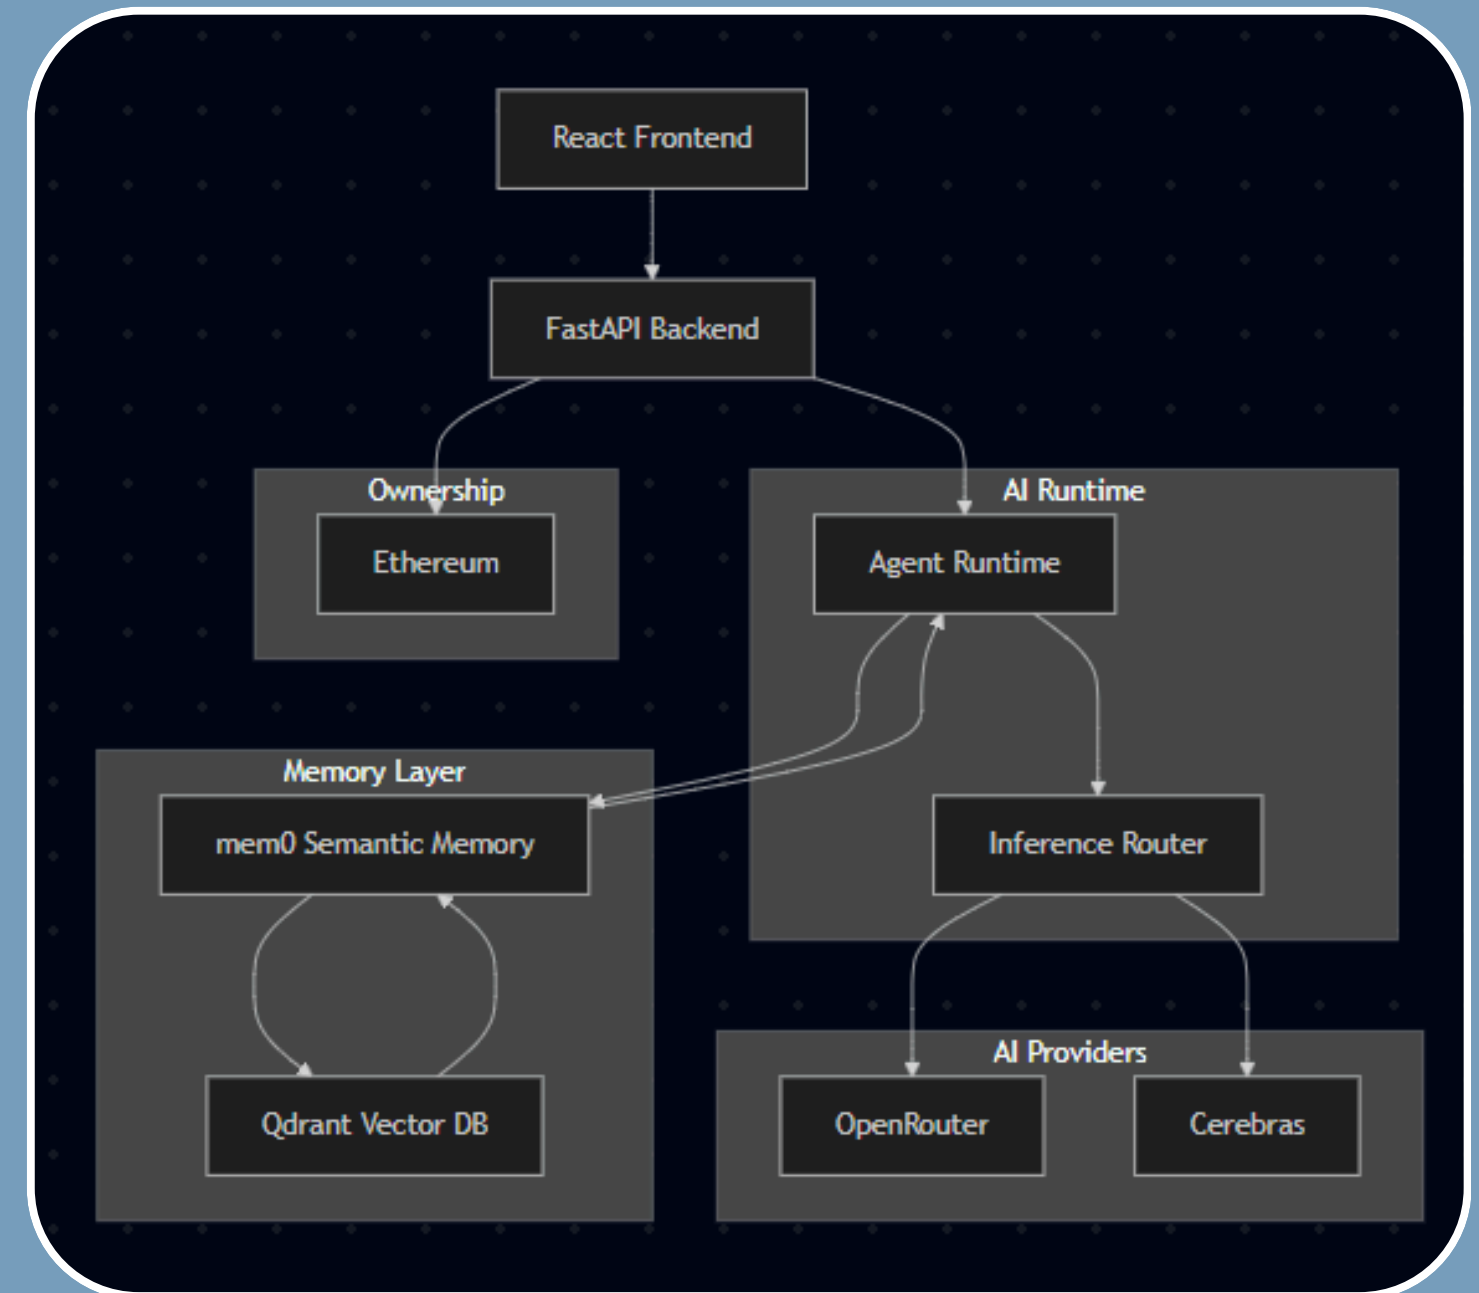 React Frontend
FastAPI Backend
Ownership
AI Runtime
Ethereum
Agent Runtime
Memory Layer
mem0 Semantic Memory
Inference Router
AI Providers
Qdrant Vector DB
OpenRouter
Cerebras